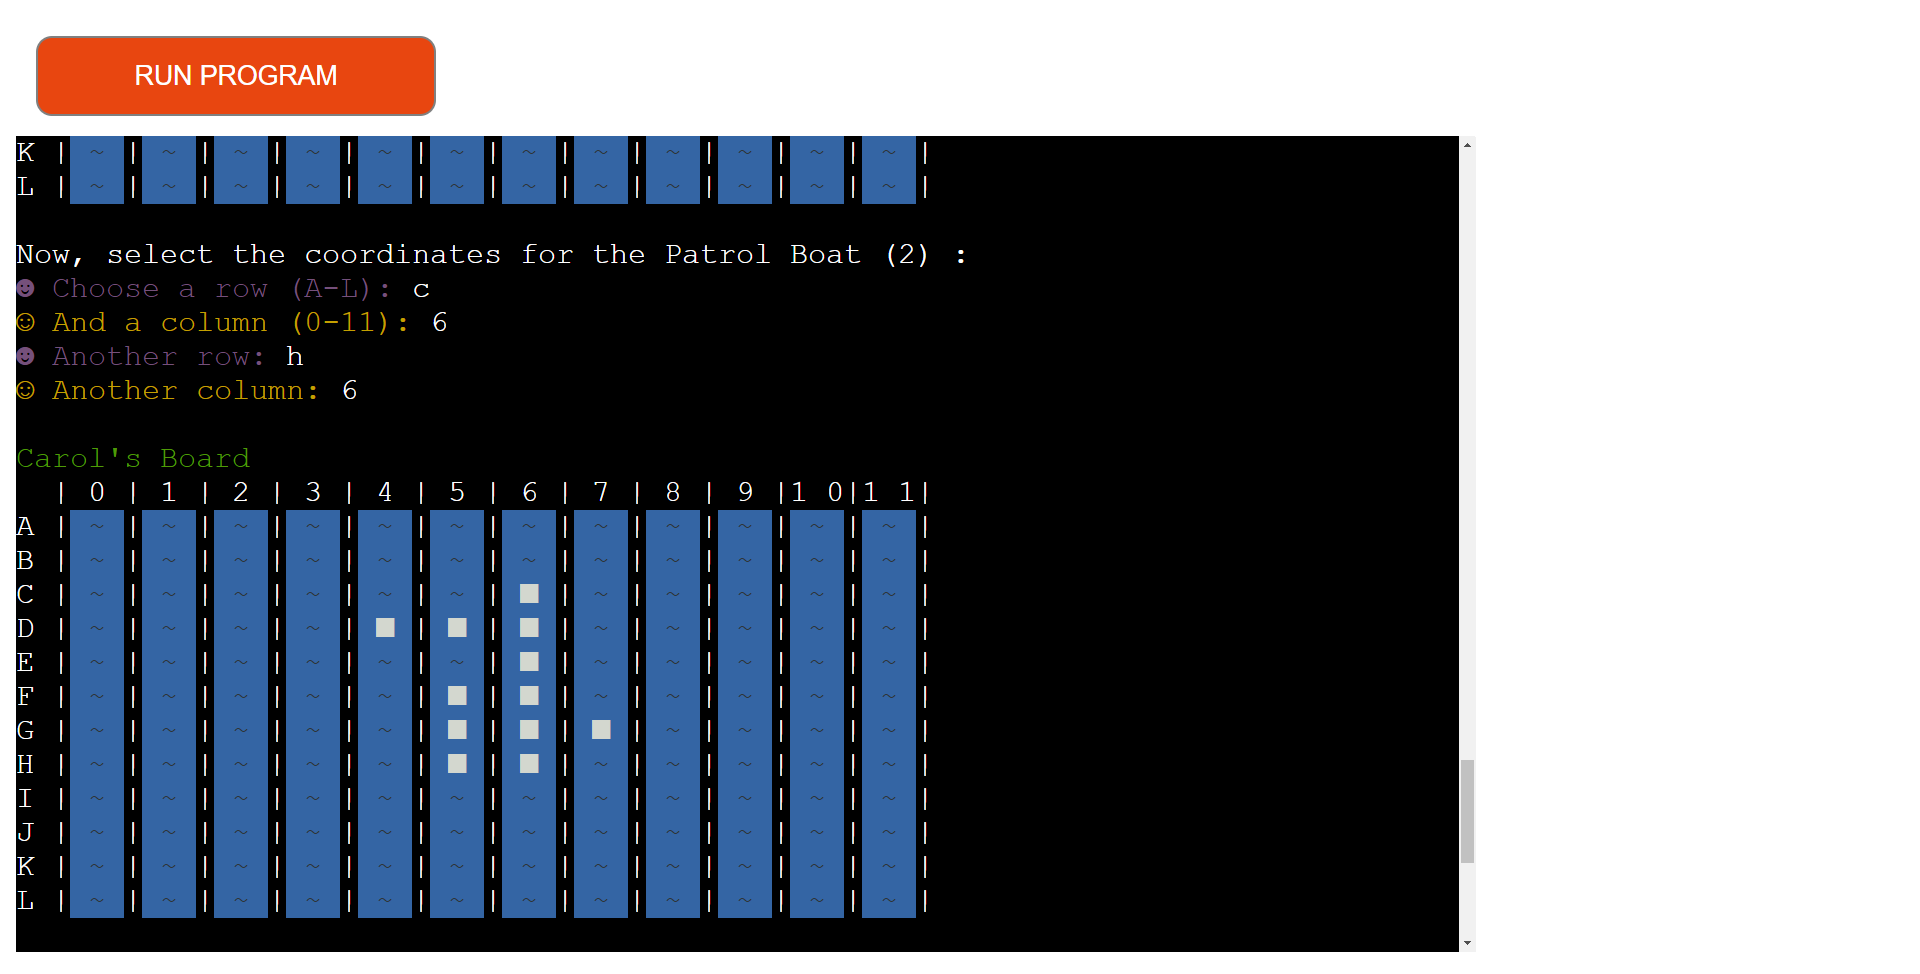 RUN PROGRAM
K | ~ | ~ | ~ | ~ | ~ | ~ | ~ | ~ | ~ | ~ | ~ | ~ |
L | ~ | ~ | ~ | ~ | ~ | ~ | ~ | ~ | ~ | ~ | ~ | ~ |
Now, select the coordinates for the Patrol Boat (2) :
☻ Choose a row (A-L): c
☺ And a column (0-11): 6
☻ Another row: h
☺ Another column: 6
Carol's Board
| 0 | 1 | 2 | 3 | 4 | 5 | 6 | 7 | 8 | 9 |1 0|1 1|
A | ~ | ~ | ~ | ~ | ~ | ~ | ~ | ~ | ~ | ~ | ~ | ~ |
B | ~ | ~ | ~ | ~ | ~ | ~ | ~ | ~ | ~ | ~ | ~ | ~ |
C | ~ | ~ | ~ | ~ | ~ | ~ | ■ | ~ | ~ | ~ | ~ | ~ |
D | ~ | ~ | ~ | ~ | ■ | ■ | ■ | ~ | ~ | ~ | ~ | ~ |
E | ~ | ~ | ~ | ~ | ~ | ~ | ■ | ~ | ~ | ~ | ~ | ~ |
F | ~ | ~ | ~ | ~ | ~ | ■ | ■ | ~ | ~ | ~ | ~ | ~ |
G | ~ | ~ | ~ | ~ | ~ | ■ | ■ | ■ | ~ | ~ | ~ | ~ |
H | ~ | ~ | ~ | ~ | ~ | ■ | ■ | ~ | ~ | ~ | ~ | ~ |
I | ~ | ~ | ~ | ~ | ~ | ~ | ~ | ~ | ~ | ~ | ~ | ~ |
J | ~ | ~ | ~ | ~ | ~ | ~ | ~ | ~ | ~ | ~ | ~ | ~ |
K | ~ | ~ | ~ | ~ | ~ | ~ | ~ | ~ | ~ | ~ | ~ | ~ |
L | ~ | ~ | ~ | ~ | ~ | ~ | ~ | ~ | ~ | ~ | ~ | ~ |